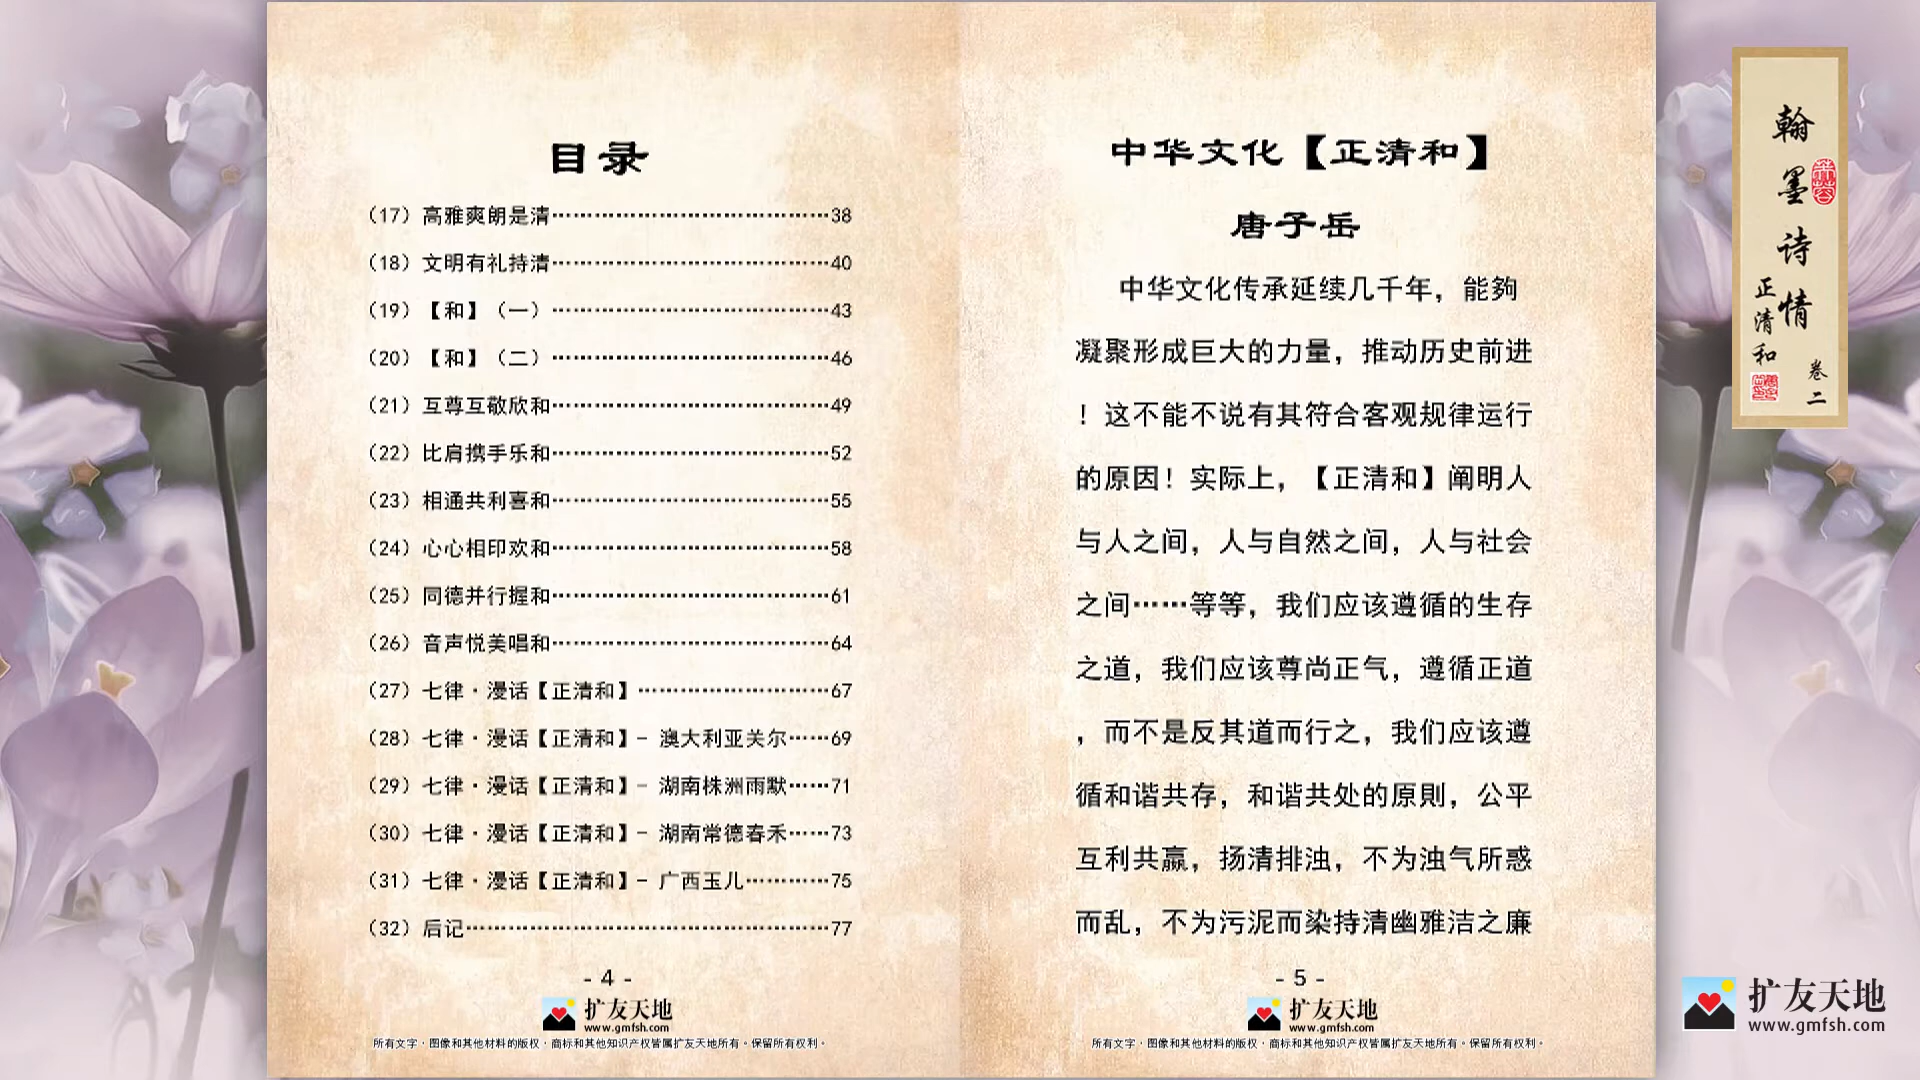 目录
（17）高雅爽朗是清……………………………………38
（18）文明有礼持清……………………………………40
（19）【和】（一）……………………………………43
（20）【和】（二）……………………………………46
（21）互尊互敬欣和……………………………………49
（22）比肩携手乐和……………………………………52
（23）相通共利喜和……………………………………55
（24）心心相印欢和……………………………………58
（25）同德并行握和……………………………………61
（26）音声悦美唱和……………………………………64
（27）七律·漫话【正清和】…………………………67
（28）七律·漫话【正清和】- 澳大利亚关尔……69
（29）七律·漫话【正清和】- 湖南株洲雨默……71
（30）七律·漫话【正清和】- 湖南常德春禾……73
（31）七律·漫话【正清和】- 广西玉儿…………75
（32）后记………………………………………………77
- 4 -
扩友天地
www.gmfsh.com
所有文字·图像和其他材料的版权·商标和其他知识产权皆属扩友天地所有。保留所有权利。
中华文化【正清和】
唐子岳
中华文化传承延续几千年，能夠
凝聚形成巨大的力量，推动历史前进
！这不能不说有其符合客观规律运行
的原因！实际上，【正清和】阐明人
与人之间，人与自然之间，人与社会
之间……等等，我们应该遵循的生存
之道，我们应该尊尚正气，遵循正道
，而不是反其道而行之，我们应该遵
循和谐共存，和谐共处的原則，公平
互利共赢，扬清排浊，不为浊气所惑
而乱，不为污泥而染持清幽雅洁之廉
- 5 -
扩友天地
www.gmfsh.com
所有文字·图像和其他材料的版权·商标和其他知识产权皆属扩友天地所有。保留所有权利。
翰墨诗情
正清和
卷二
扩友天地
www.gmfsh.com